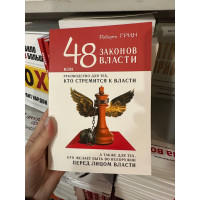 Роберт ГРИН
48 ЗАКОНОВ
ВЛАСТИ
ИЛИ
РУКОВОДСТВО ДЛЯ ТЕХ,
КТО СТРЕМИТСЯ К ВЛАСТИ
А ТАКЖЕ ДЛЯ ТЕХ,
КТО ЖЕЛАЕТ БЫТЬ ВО ВСЕОРУЖИИ
ПЕРЕД ЛИЦОМ ВЛАСТИ